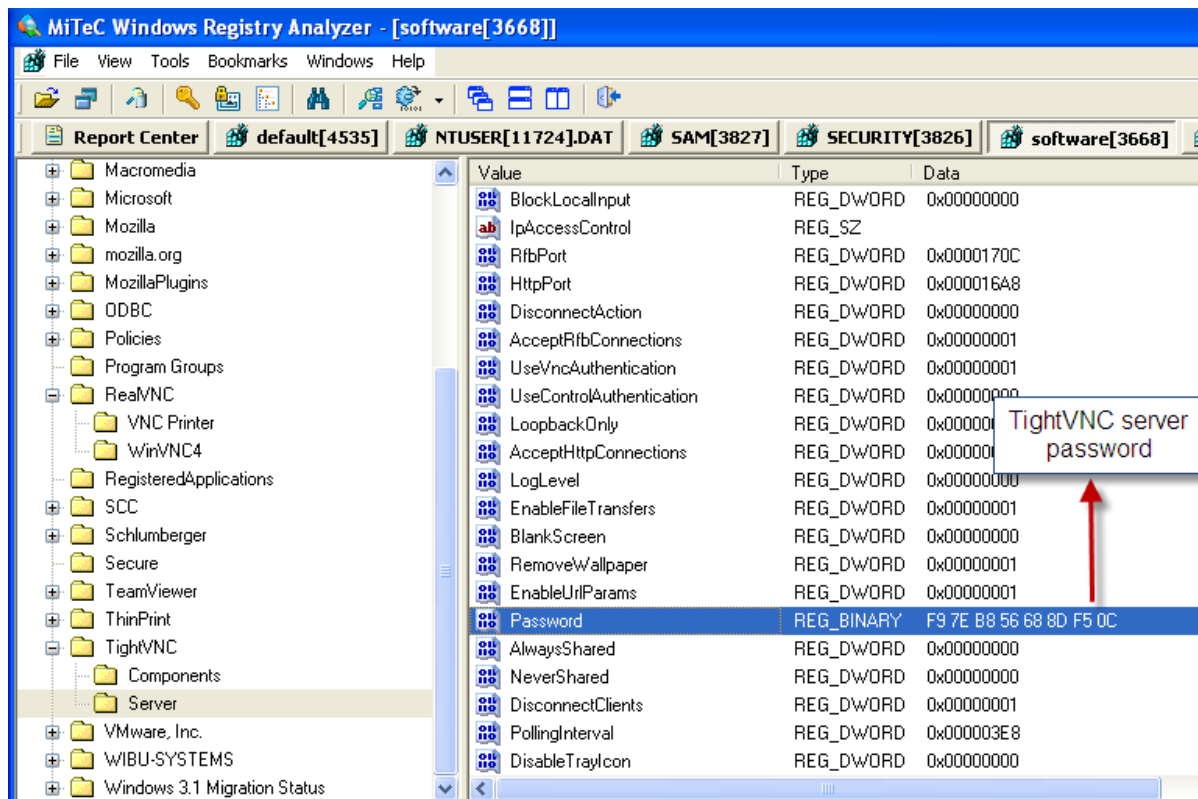 MiTeC Windows Registry Analyzer - [software[3668]]
File View Tools Bookmarks Windows Help
Report Center default[4535] NTUSER[11724].DAT SAM[3827] SECURITY[3826] software[3668]
Macromedia
Microsoft
Mozilla
mozilla.org
MozillaPlugins
ODBC
Policies
Program Groups
RealVNC
VNC Printer
WinVNC4
RegisteredApplications
SCC
Schlumberger
Secure
TeamViewer
ThinPrint
TightVNC
Components
Server
VMware, Inc.
WIBU-SYSTEMS
Windows 3.1 Migration Status
Value Type Data
BlockLocalInput REG_DWORD 0x00000000
IpAccessControl REG_SZ
RfbPort REG_DWORD 0x0000170C
HttpPort REG_DWORD 0x000016A8
DisconnectAction REG_DWORD 0x00000000
AcceptRfbConnections REG_DWORD 0x00000001
UseVncAuthentication REG_DWORD 0x00000001
UseControlAuthentication REG_DWORD 0x00000000
LoopbackOnly REG_DWORD
AcceptHttpConnections REG_DWORD
LogLevel REG_DWORD 0x00000000
EnableFileTransfers REG_DWORD 0x00000001
BlankScreen REG_DWORD 0x00000000
RemoveWallpaper REG_DWORD 0x00000001
EnableUrlParams REG_DWORD 0x00000001
Password REG_BINARY F9 7E B8 56 68 8D F5 0C
AlwaysShared REG_DWORD 0x00000000
NeverShared REG_DWORD 0x00000000
DisconnectClients REG_DWORD 0x00000001
PollingInterval REG_DWORD 0x000003E8
DisableTrayIcon REG_DWORD 0x00000000
TightVNC server
password